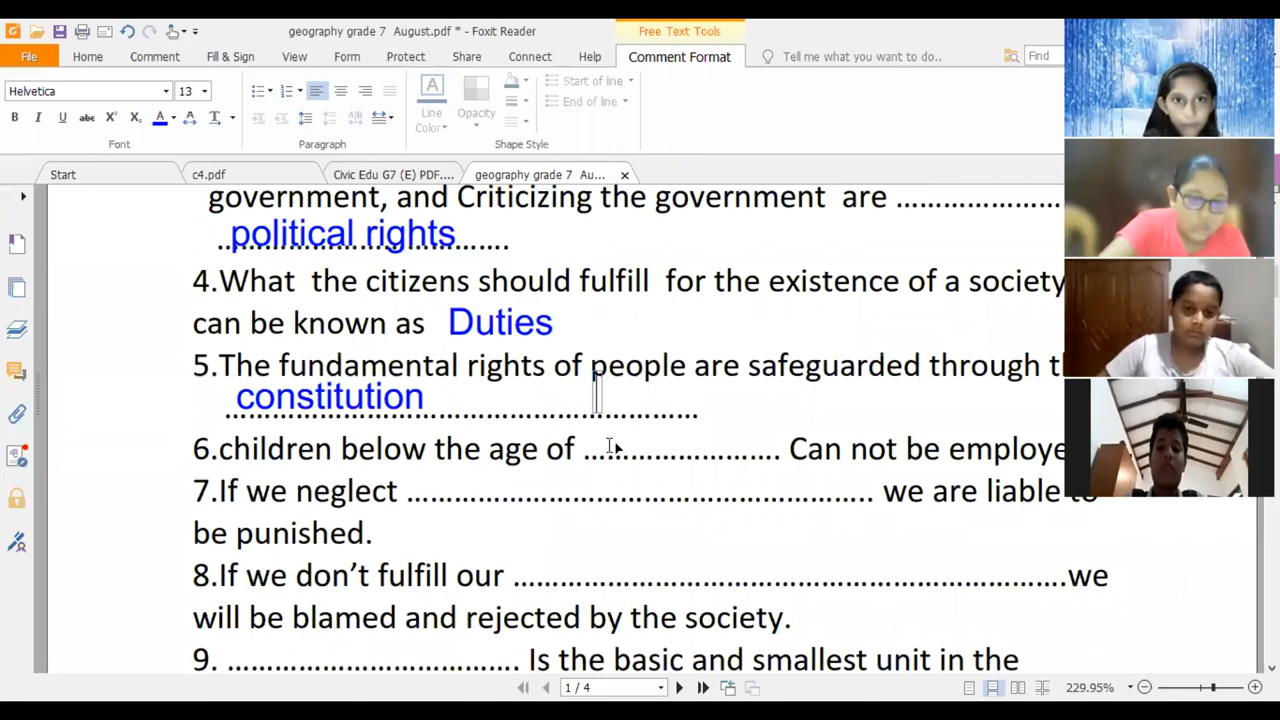 geography grade 7 August.pdf * - Foxit Reader
Free Text Tools
File Home Comment Fill & Sign View Form Protect Share Connect Help Comment Format Tell me what you want to do.. Find
Helvetica 13
Line Color
Opacity
Start of line
End of line
B I U abc X² X₂ A A T
Font Paragraph Shape Style
Start c4.pdf Civic Edu G7 (E) PDF.... geography grade 7 Au... ×
government, and Criticizing the government are ……………………
political rights
4.What the citizens should fulfill for the existence of a society
can be known as Duties
5.The fundamental rights of people are safeguarded through
constitution
6.children below the age of ……………………. Can not be
7.If we neglect ………………………………………………….. we are liable to
be punished.
8.If we don’t fulfill our …………………………………………………………….we
will be blamed and rejected by the society.
9. ………………………………. Is the basic and smallest unit in the
1 / 4
229.95%